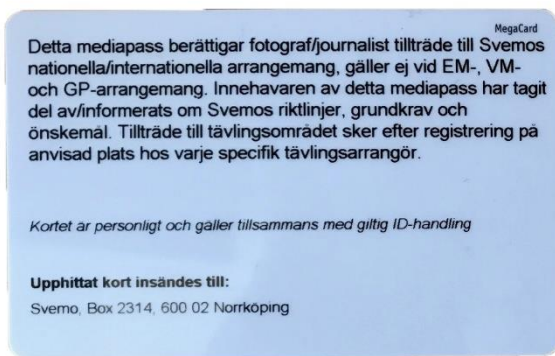 MegaCard
Detta mediapass berättigar fotograf/journalist tillträde till Svemos
nationella/internationella arrangemang, gäller ej vid EM-, VM-
och GP-arrangemang. Innehavaren av detta mediapass har tagit
del av/informerats om Svemos riktlinjer, grundkrav och
önskemål. Tillträde till tävlingsområdet sker efter registrering på
anvisad plats hos varje specifik tävlingsarrangör.
Kortet är personligt och gäller tillsammans med giltig ID-handling
Upphittat kort insändes till:
Svemo, Box 2314, 600 02 Norrköping